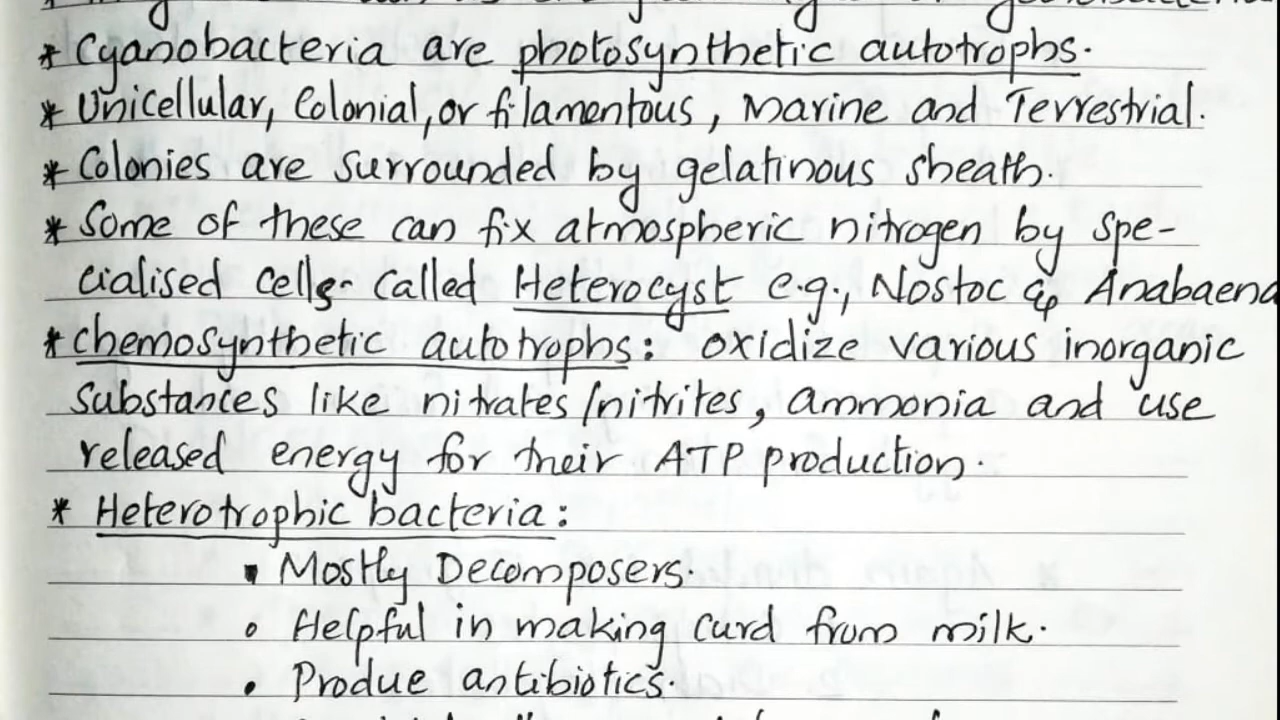 * Cyanobacteria are photosynthetic autotrophs.
* Unicellular, Colonial, or filamentous, Marine and Terrestrial.
* Colonies are surrounded by gelatinous sheath.
* Some of these can fix atmospheric nitrogen by Spe-
cialised cells called Heterocyst e.g., Nostoc & Anabaena
* Chemosynthetic autotrophs: oxidize various inorganic
Substances like nitrates/nitrites, ammonia and use
released energy for their ATP production.
* Heterotrophic bacteria:
▪ Mostly Decomposers.
∘ Helpful in making curd from milk.
• Produe antibiotics.